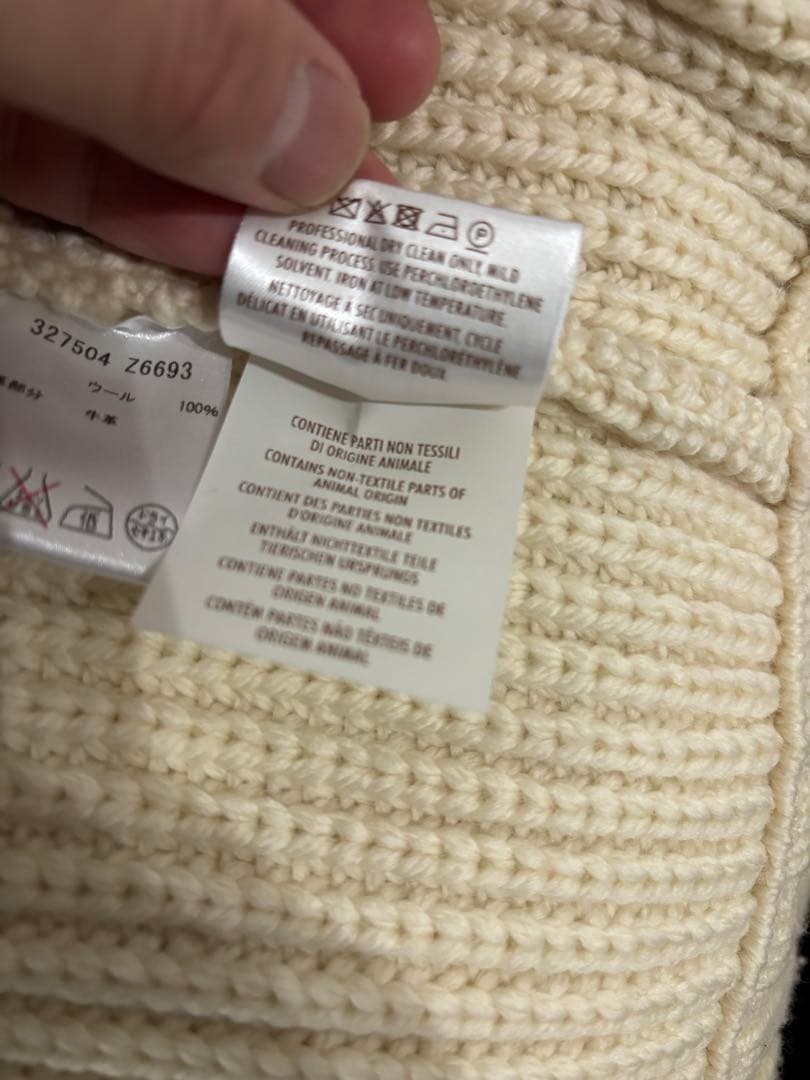 PROFESSIONAL DRY CLEAN ONLY, MILD
CLEANING PROCESS USE PERCHLOROETHYLENE
SOLVENT. IRON AT LOW TEMPERATURE.
NETTOYAGE À SEC UNIQUEMENT, CYCLE
DÉLICAT EN UTILISANT LE PERCHLORÉTHYLÈNE.
REPASSAGE À FER DOUX.
327504 Z6693
部分 ウール 100%
牛革
CONTIENE PARTI NON TESSILI
DI ORIGINE ANIMALE
CONTAINS NON-TEXTILE PARTS OF
ANIMAL ORIGIN
CONTIENT DES PARTIES NON TEXTILES
D'ORIGINE ANIMALE
ENTHÄLT NICHTTEXTILE TEILE
TIERISCHEN URSPRUNGS
CONTIENE PARTES NO TEXTILES DE
ORIGEN ANIMAL
CONTÉM PARTES NÃO TÊXTEIS DE
ORIGEM ANIMAL